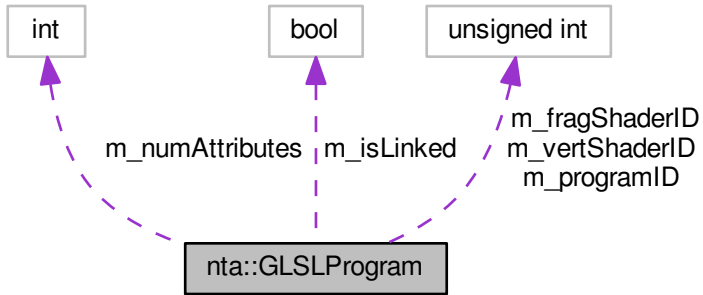 int
bool
unsigned int
m_numAttributes
m_isLinked
m_fragShaderID
m_vertShaderID
m_programID
nta::GLSLProgram